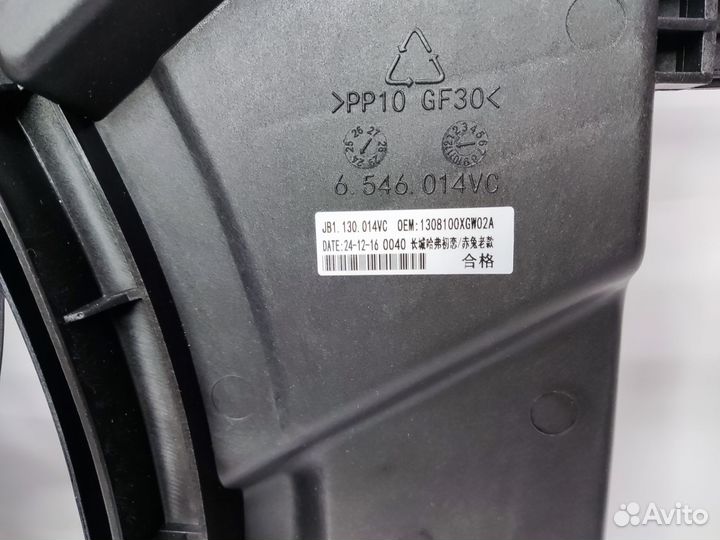 >PP10 GF30<
6.546.014VC
JB1.130.014VC OEM:1308100XGW02A
DATE:24-12-16 0040 长城哈弗初恋/赤兔老款
合格
Avito